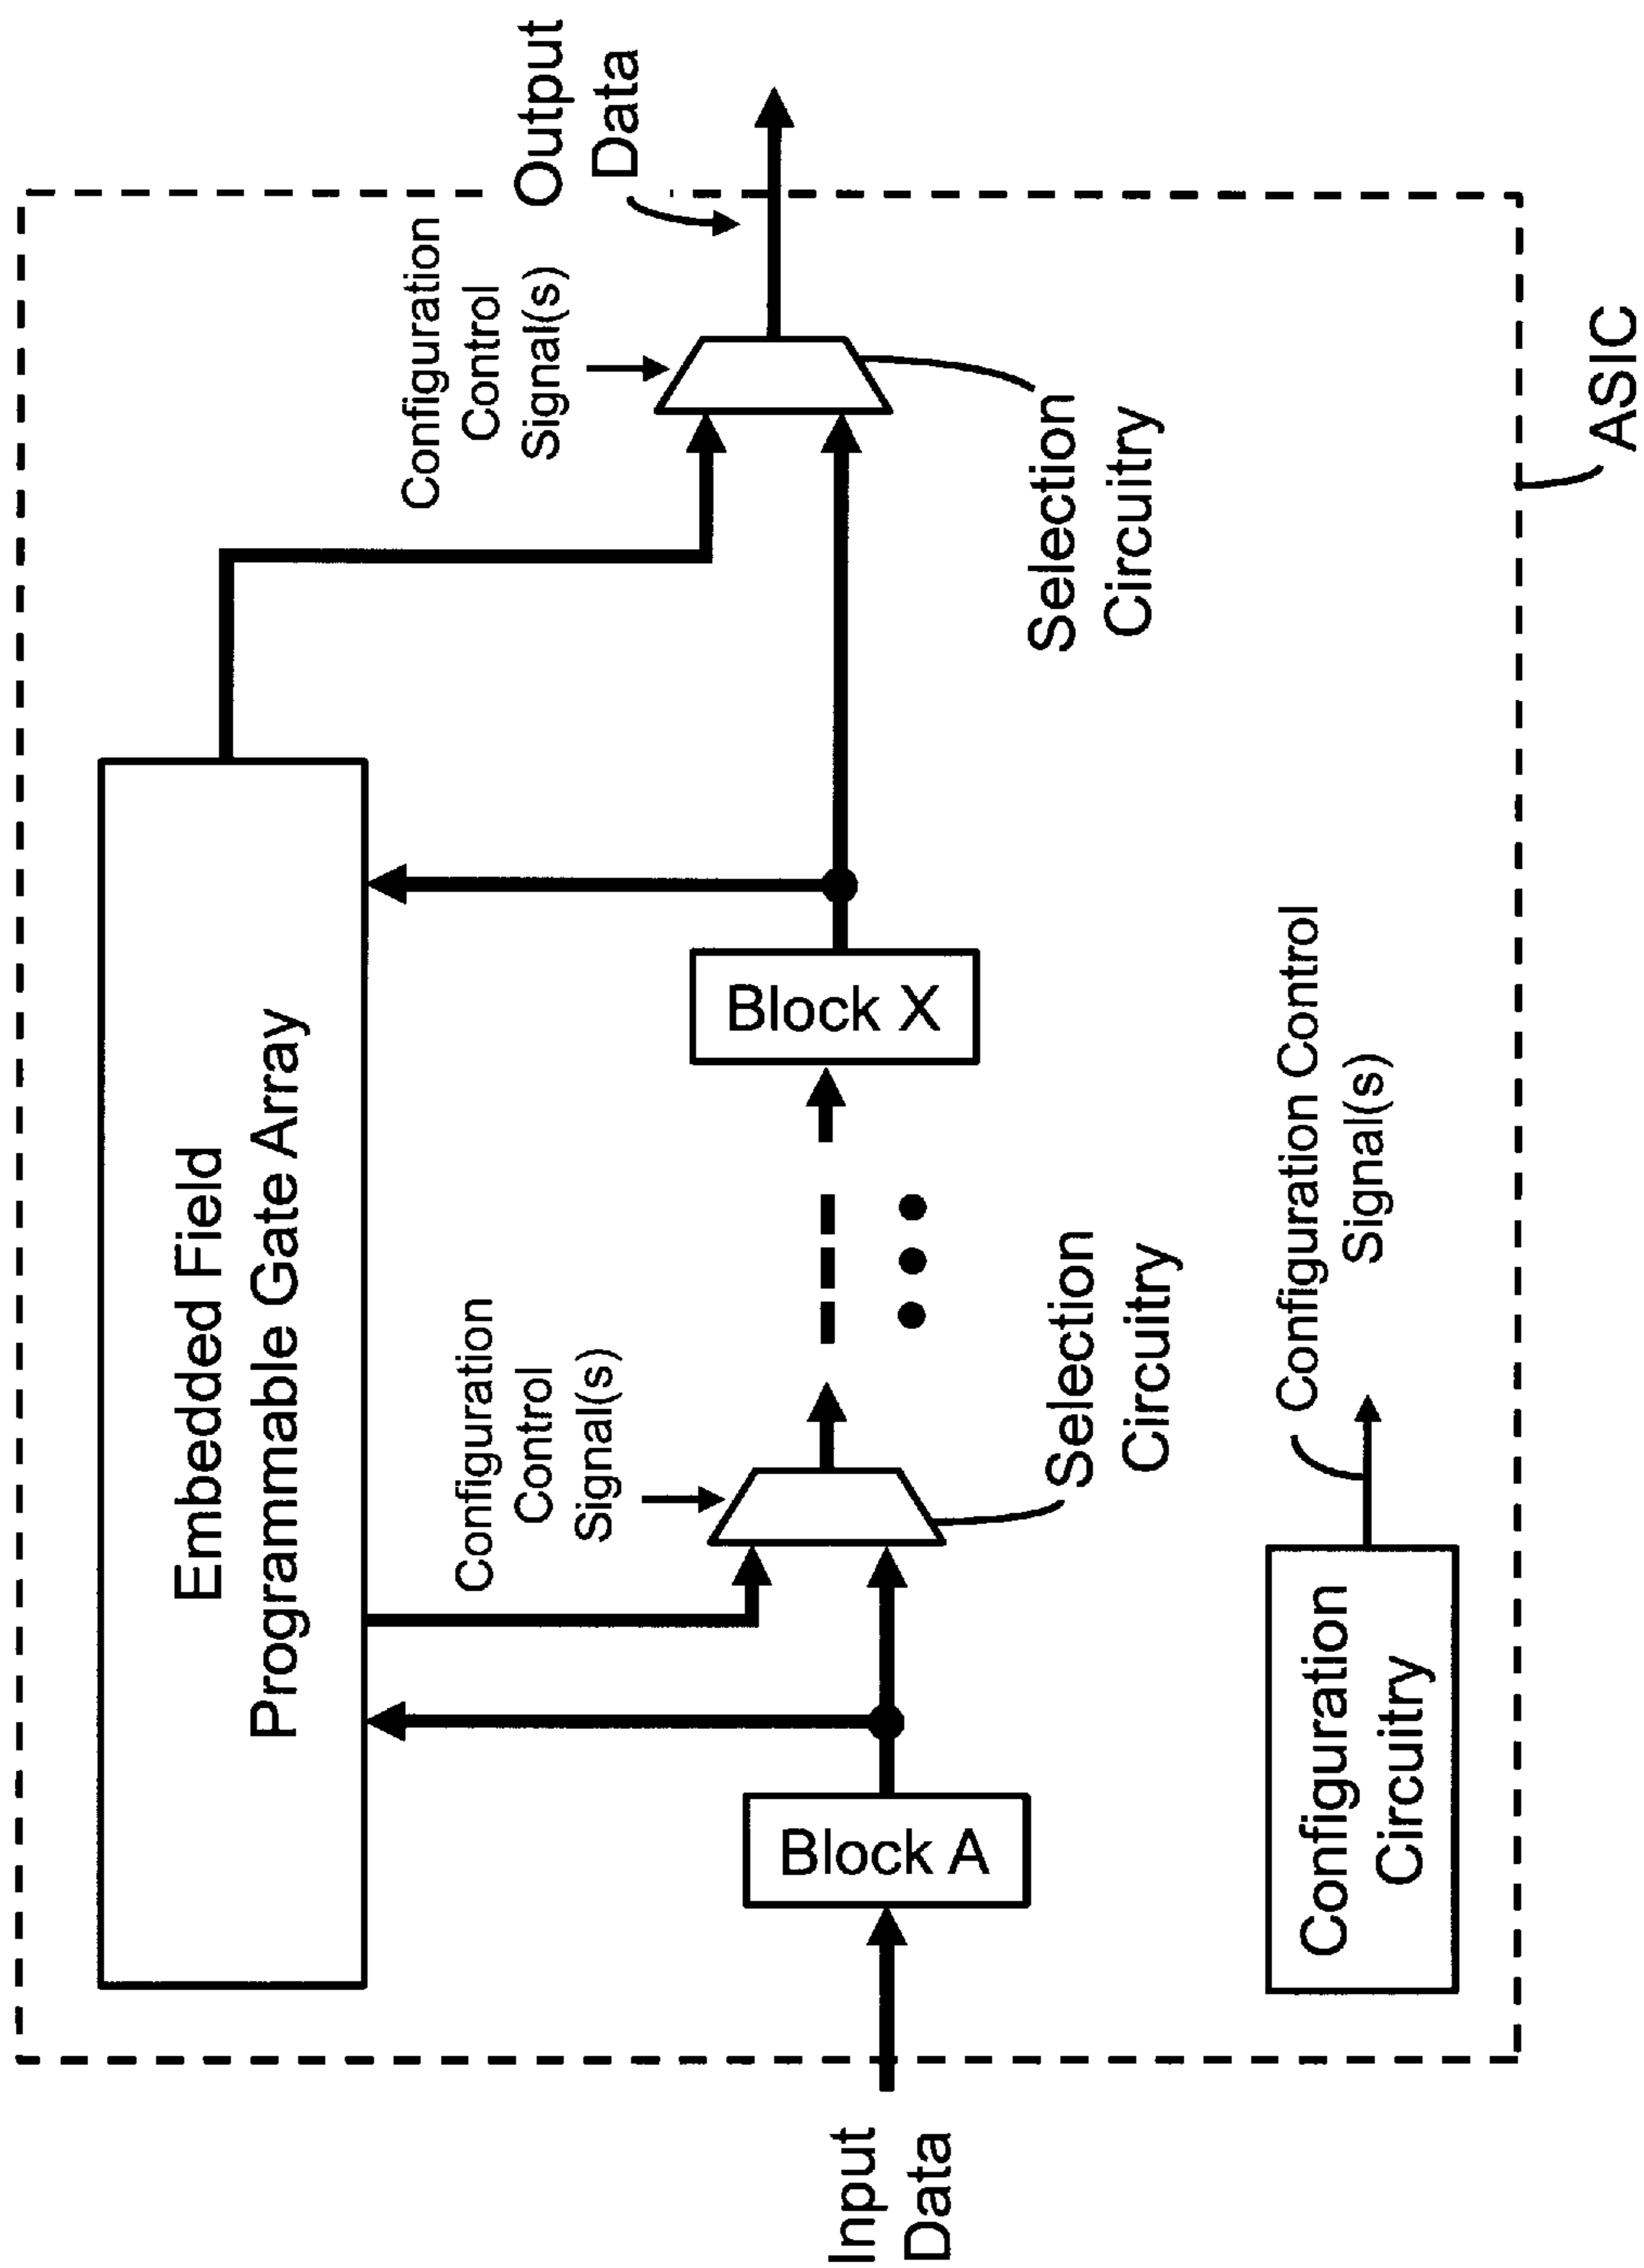 Embedded Field
Programmable Gate Array
Configuration
Control
Signal(s)
Configuration
Control
Signal(s)
Output
Data
Input
Data
Block A
Block X
Selection
Circuitry
Selection
Circuitry
Configuration
Circuitry
Configuration Control
Signal(s)
ASIC